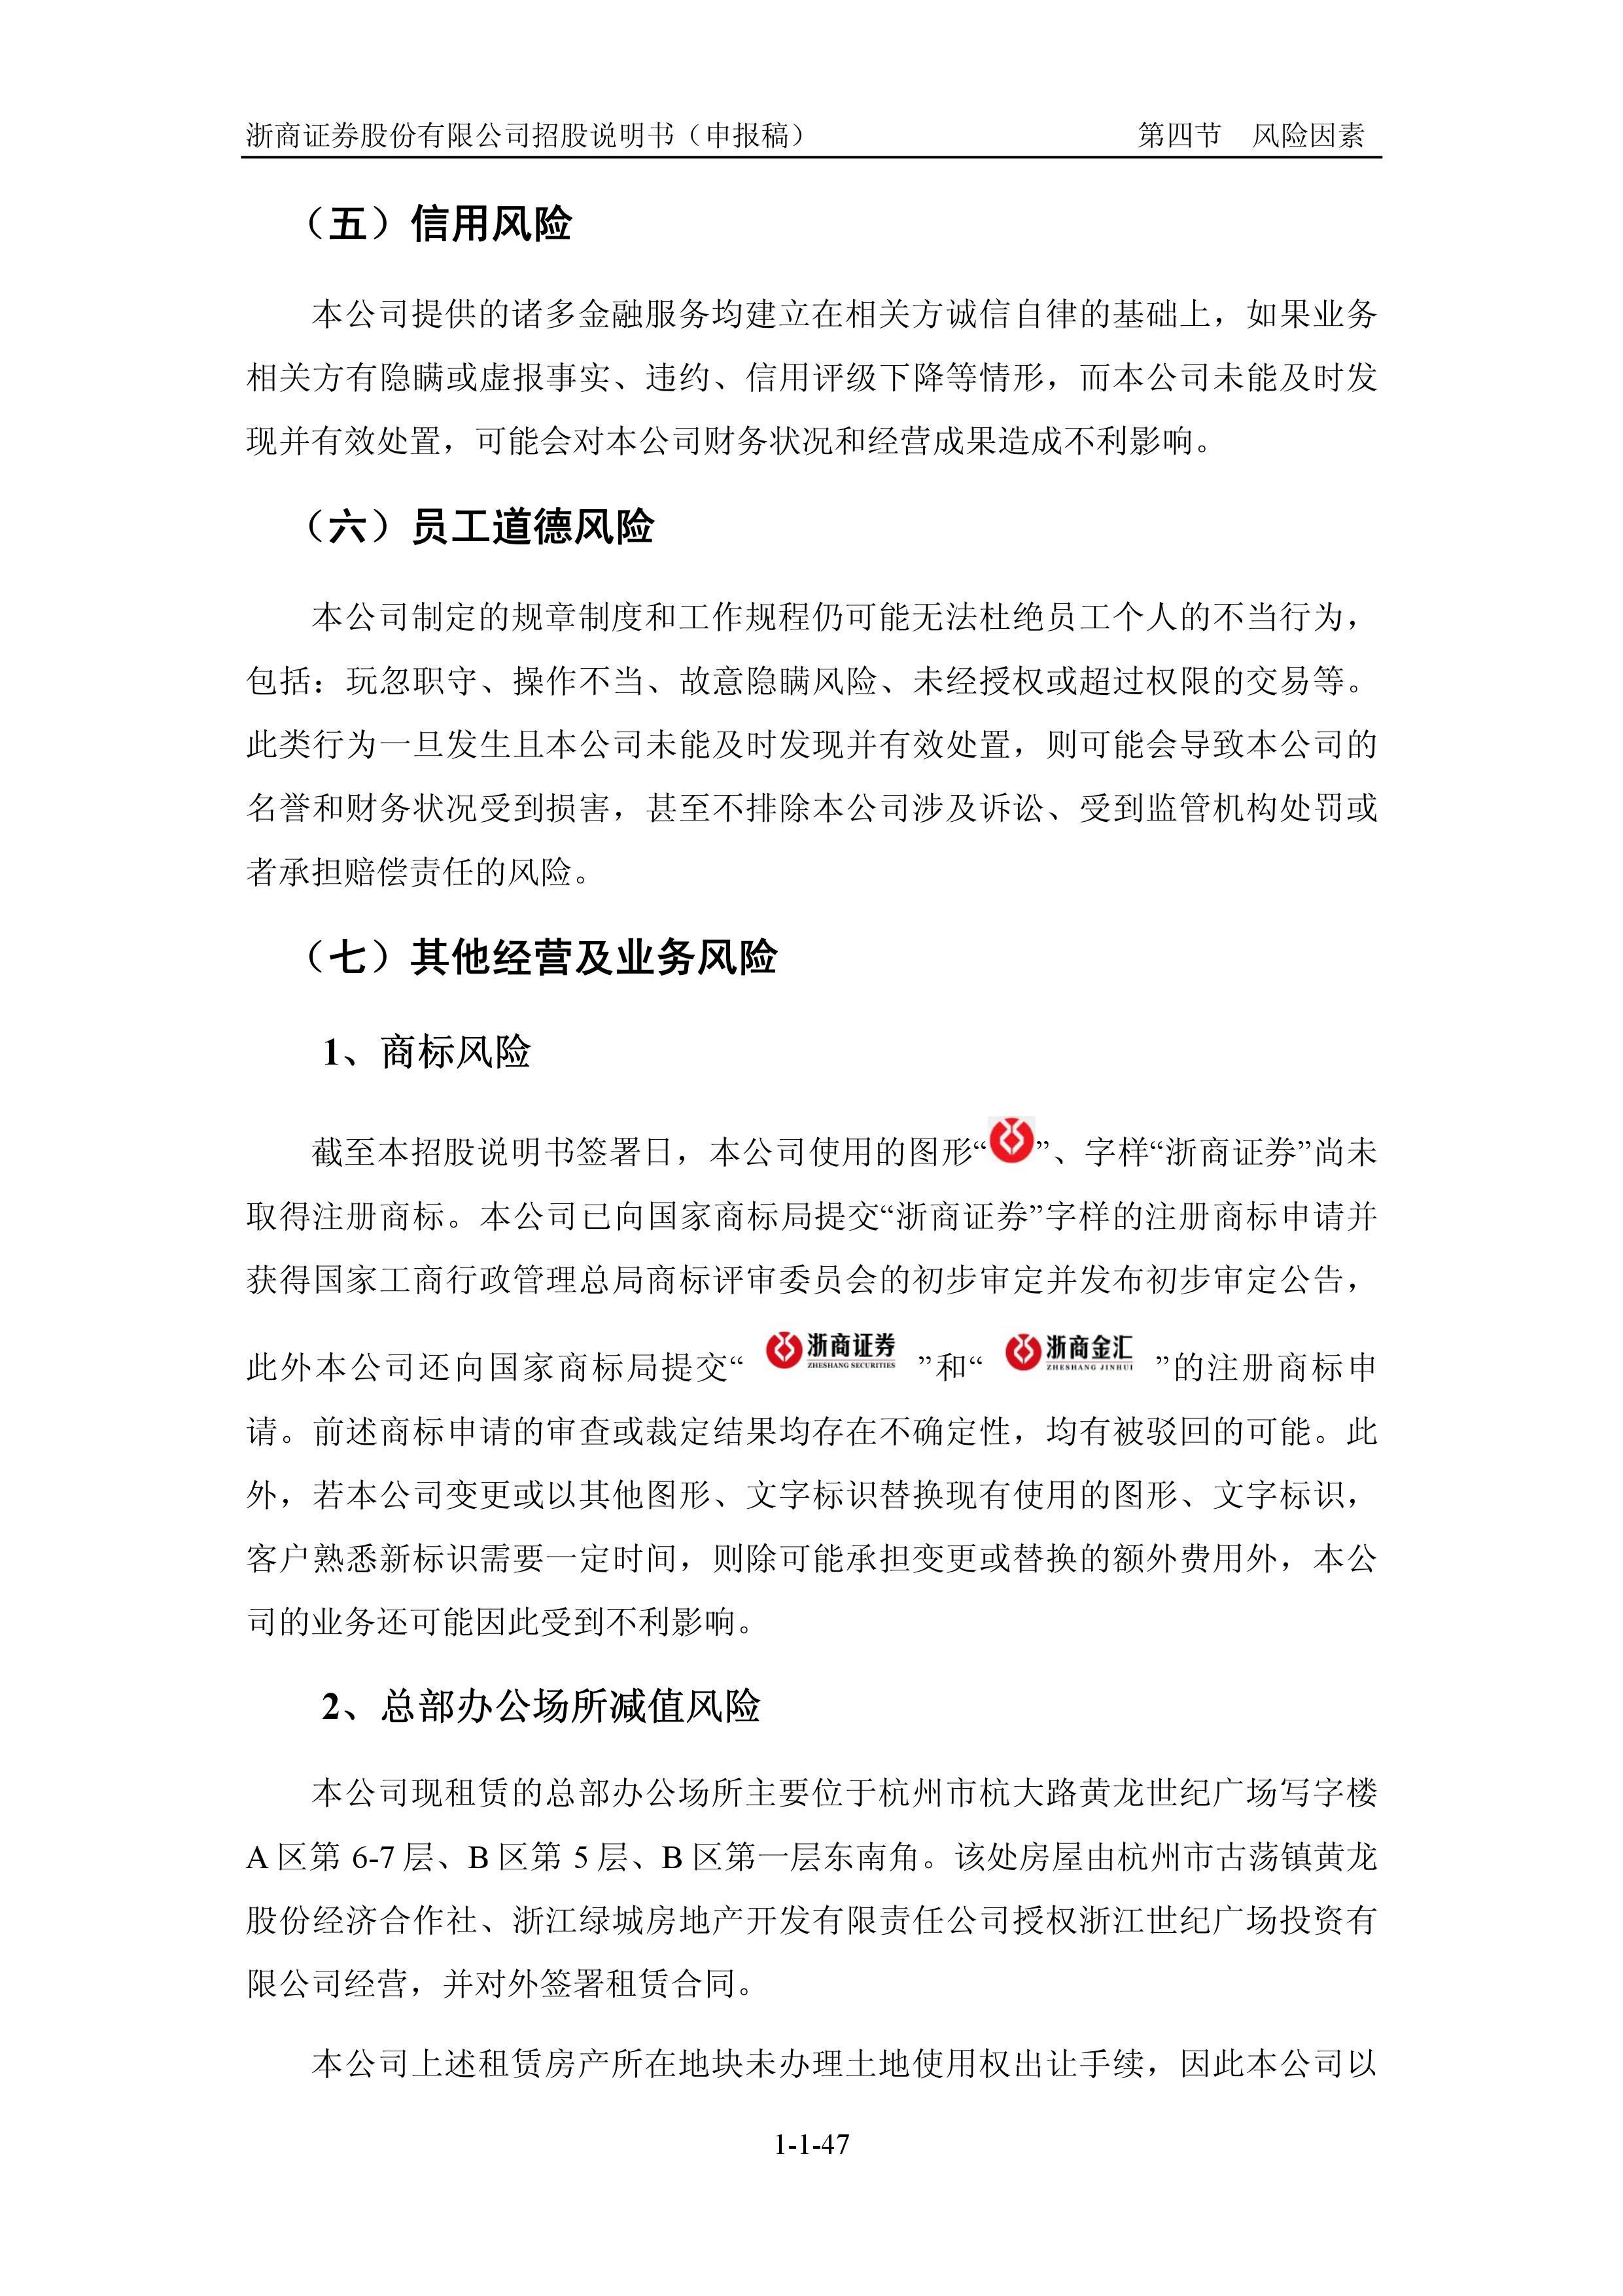 浙商证券股份有限公司招股说明书（申报稿） 第四节 风险因素
（五）信用风险
本公司提供的诸多金融服务均建立在相关方诚信自律的基础上，如果业务
相关方有隐瞒或虚报事实、违约、信用评级下降等情形，而本公司未能及时发
现并有效处置，可能会对本公司财务状况和经营成果造成不利影响。
（六）员工道德风险
本公司制定的规章制度和工作规程仍可能无法杜绝员工个人的不当行为，
包括：玩忽职守、操作不当、故意隐瞒风险、未经授权或超过权限的交易等。
此类行为一旦发生且本公司未能及时发现并有效处置，则可能会导致本公司的
名誉和财务状况受到损害，甚至不排除本公司涉及诉讼、受到监管机构处罚或
者承担赔偿责任的风险。
（七）其他经营及业务风险
1、商标风险
截至本招股说明书签署日，本公司使用的图形“”、字样“浙商证券”尚未
取得注册商标。本公司已向国家商标局提交“浙商证券”字样的注册商标申请并
获得国家工商行政管理总局商标评审委员会的初步审定并发布初步审定公告，
此外本公司还向国家商标局提交“ 浙商证券 ZHESHANG SECURITIES ”和“ 浙商金汇 ZHESHANG JINHUI ”的注册商标申
请。前述商标申请的审查或裁定结果均存在不确定性，均有被驳回的可能。此
外，若本公司变更或以其他图形、文字标识替换现有使用的图形、文字标识，
客户熟悉新标识需要一定时间，则除可能承担变更或替换的额外费用外，本公
司的业务还可能因此受到不利影响。
2、总部办公场所减值风险
本公司现租赁的总部办公场所主要位于杭州市杭大路黄龙世纪广场写字楼
A 区第 6-7 层、B 区第 5 层、B 区第一层东南角。该处房屋由杭州市古荡镇黄龙
股份经济合作社、浙江绿城房地产开发有限责任公司授权浙江世纪广场投资有
限公司经营，并对外签署租赁合同。
本公司上述租赁房产所在地块未办理土地使用权出让手续，因此本公司以
1-1-47